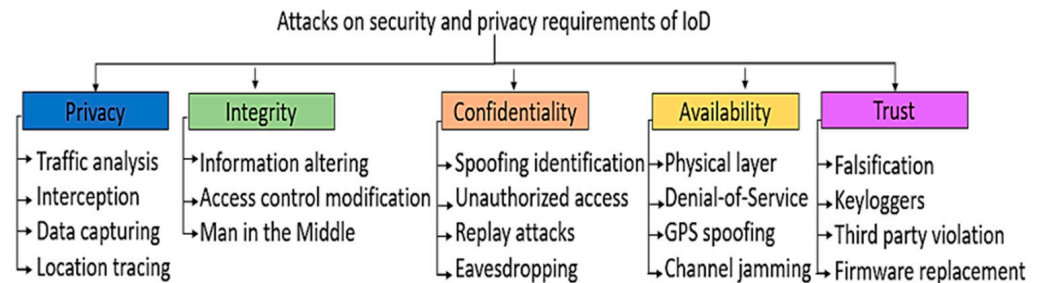 Attacks on security and privacy requirements of IoD
Privacy
Traffic analysis
Interception
Data capturing
Location tracing
Integrity
Information altering
Access control modification
Man in the Middle
Confidentiality
Spoofing identification
Unauthorized access
Replay attacks
Eavesdropping
Availability
Physical layer
Denial-of-Service
GPS spoofing
Channel jamming
Trust
Falsification
Keyloggers
Third party violation
Firmware replacement